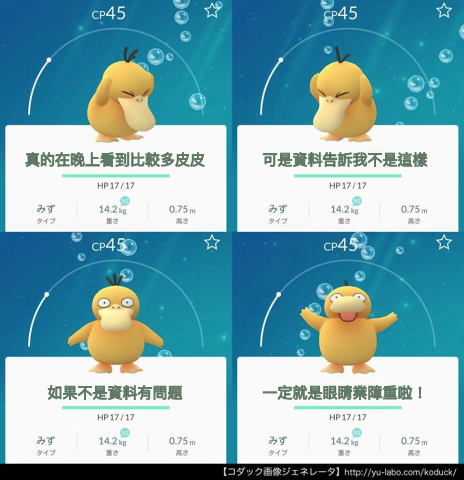 CP45
真的在晚上看到比較多皮皮
HP 17 / 17
みず
14.2 kg
0.75 m
タイプ
重さ
高さ
CP45
可是資料告訴我不是這樣
HP 17 / 17
みず
14.2 kg
0.75 m
タイプ
重さ
高さ
CP45
如果不是資料有問題
HP 17 / 17
みず
14.2 kg
0.75 m
タイプ
重さ
高さ
CP45
一定就是眼睛業障重啦！
HP 17 / 17
みず
14.2 kg
0.75 m
タイプ
重さ
高さ
【コダック画像ジェネレータ】http://yu-labo.com/koduck/